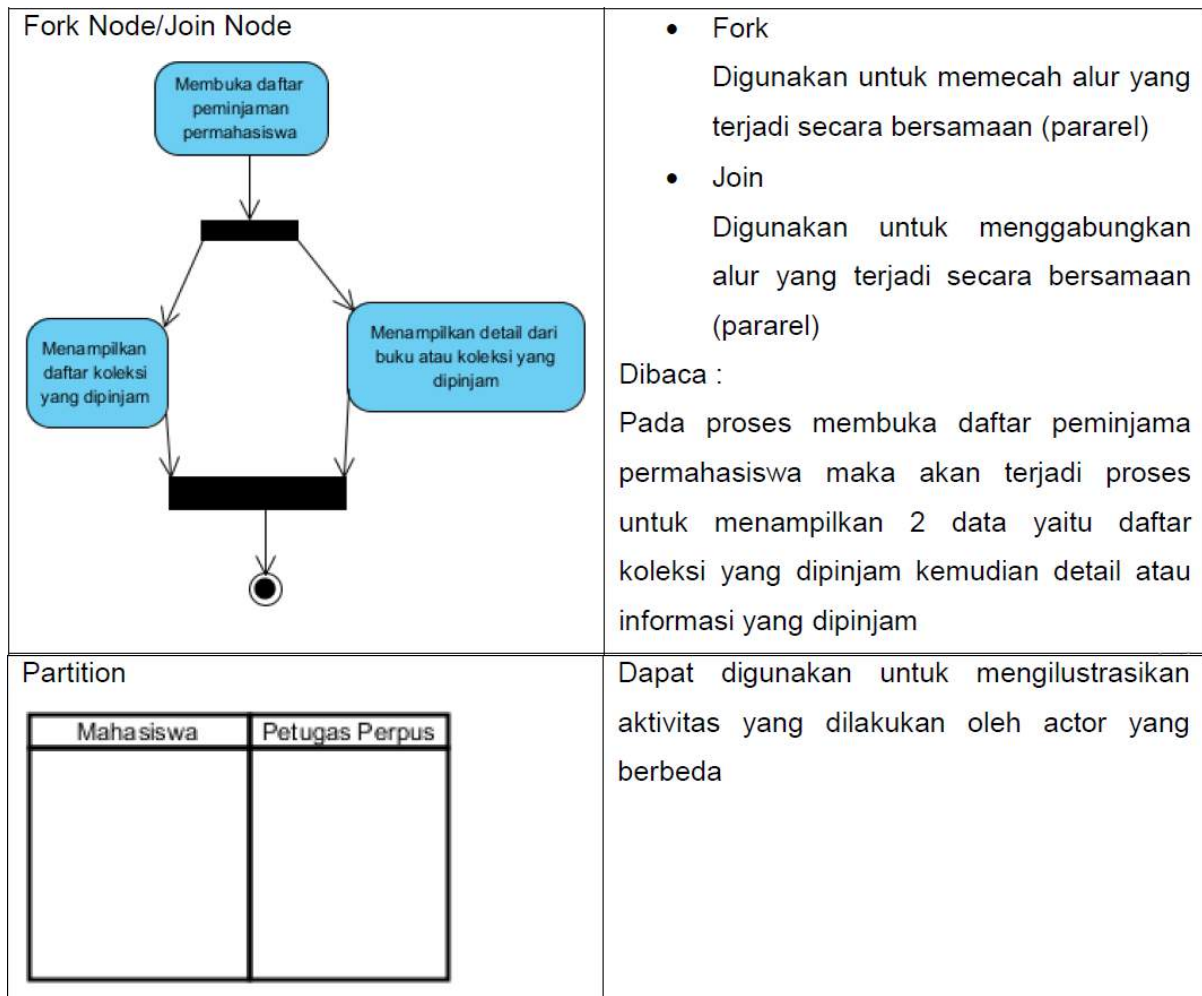 Fork Node/Join Node
Membuka daftar
peminjaman
permahasiswa
Menampilkan
daftar koleksi
yang dipinjam
Menampilkan detail dari
buku atau koleksi yang
dipinjam
• Fork
Digunakan untuk memecah alur yang
terjadi secara bersamaan (pararel)
• Join
Digunakan untuk menggabungkan
alur yang terjadi secara bersamaan
(pararel)
Dibaca :
Pada proses membuka daftar peminjama
permahasiswa maka akan terjadi proses
untuk menampilkan 2 data yaitu daftar
koleksi yang dipinjam kemudian detail atau
informasi yang dipinjam
Partition
Mahasiswa
Petugas Perpus
Dapat digunakan untuk mengilustrasikan
aktivitas yang dilakukan oleh actor yang
berbeda